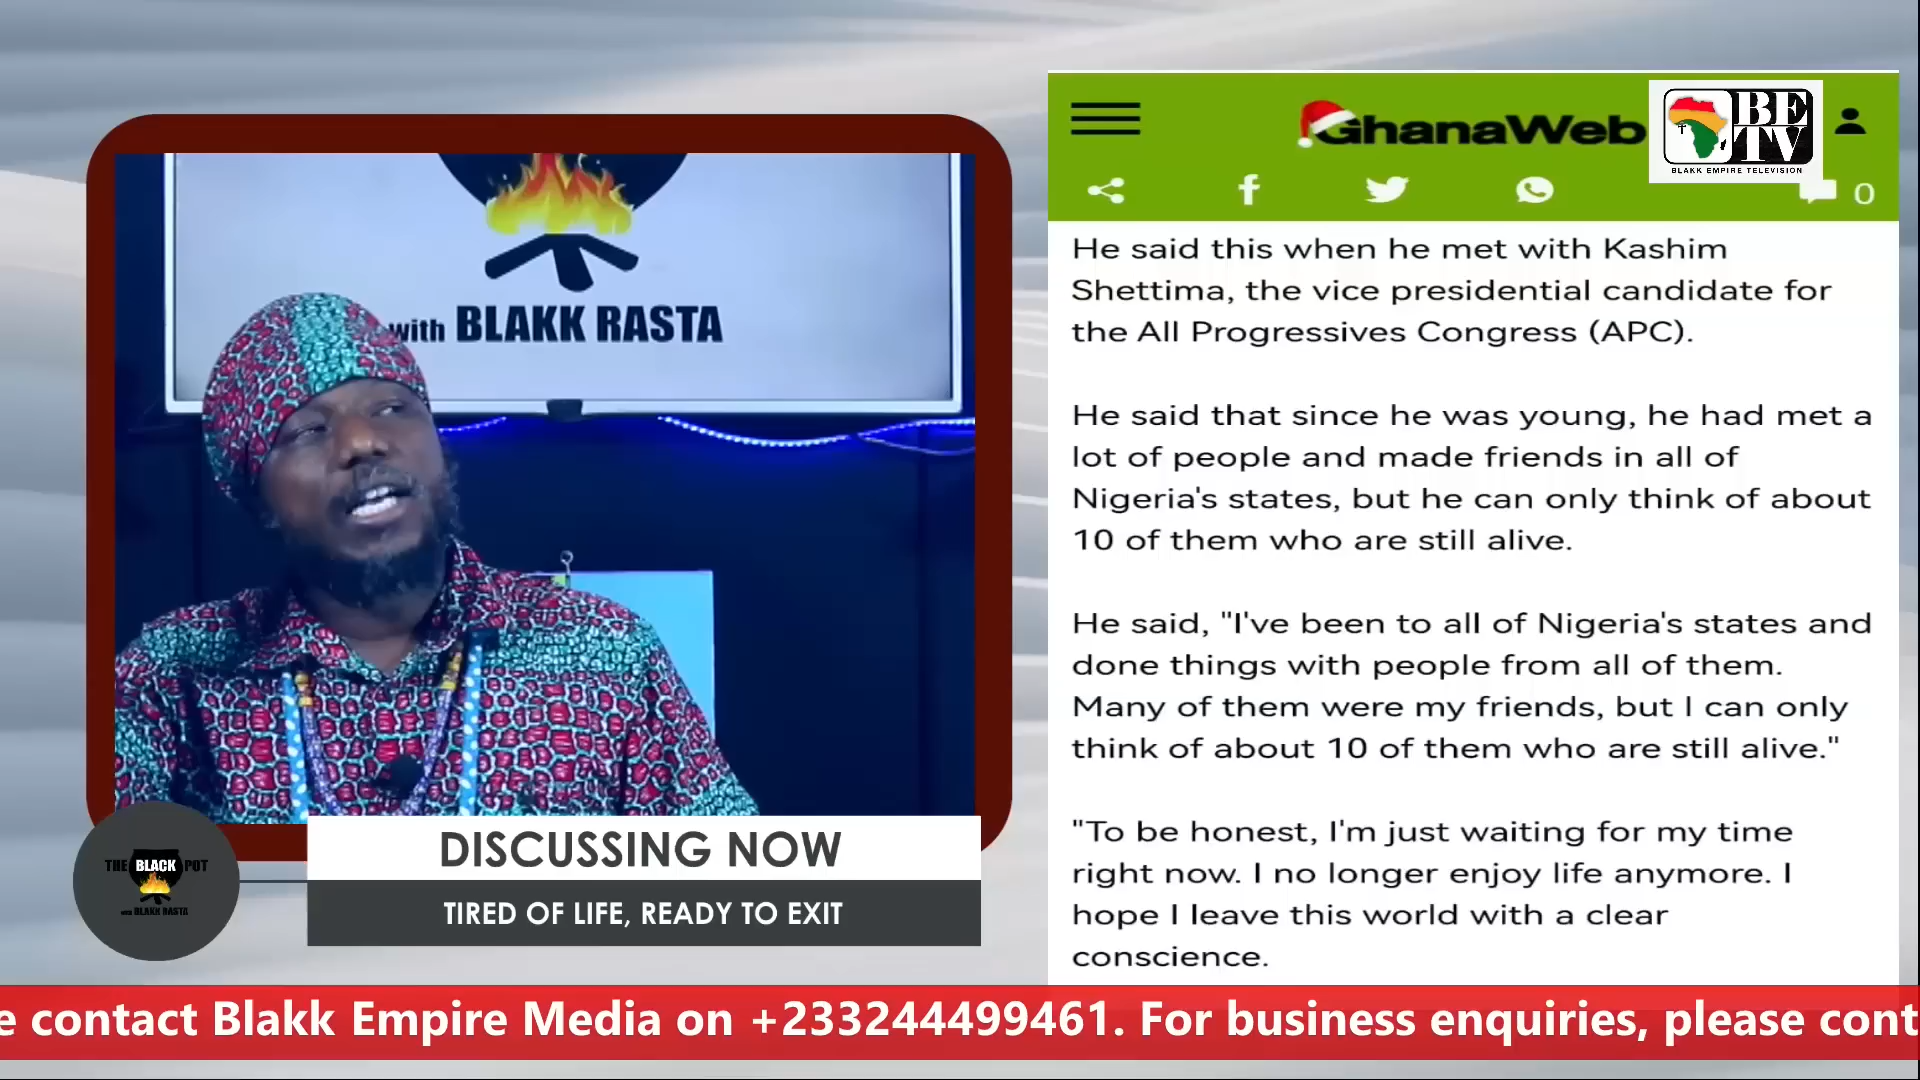 with BLAKK RASTA
THE BLACK POT
with BLAKK RASTA
DISCUSSING NOW
TIRED OF LIFE, READY TO EXIT
GhanaWeb
BE
TV
BLAKK EMPIRE TELEVISION
0
He said this when he met with Kashim
Shettima, the vice presidential candidate for
the All Progressives Congress (APC).
He said that since he was young, he had met a
lot of people and made friends in all of
Nigeria's states, but he can only think of about
10 of them who are still alive.
He said, "I've been to all of Nigeria's states and
done things with people from all of them.
Many of them were my friends, but I can only
think of about 10 of them who are still alive."
"To be honest, I'm just waiting for my time
right now. I no longer enjoy life anymore. I
hope I leave this world with a clear
conscience.
e contact Blakk Empire Media on +233244499461. For business enquiries, please cont